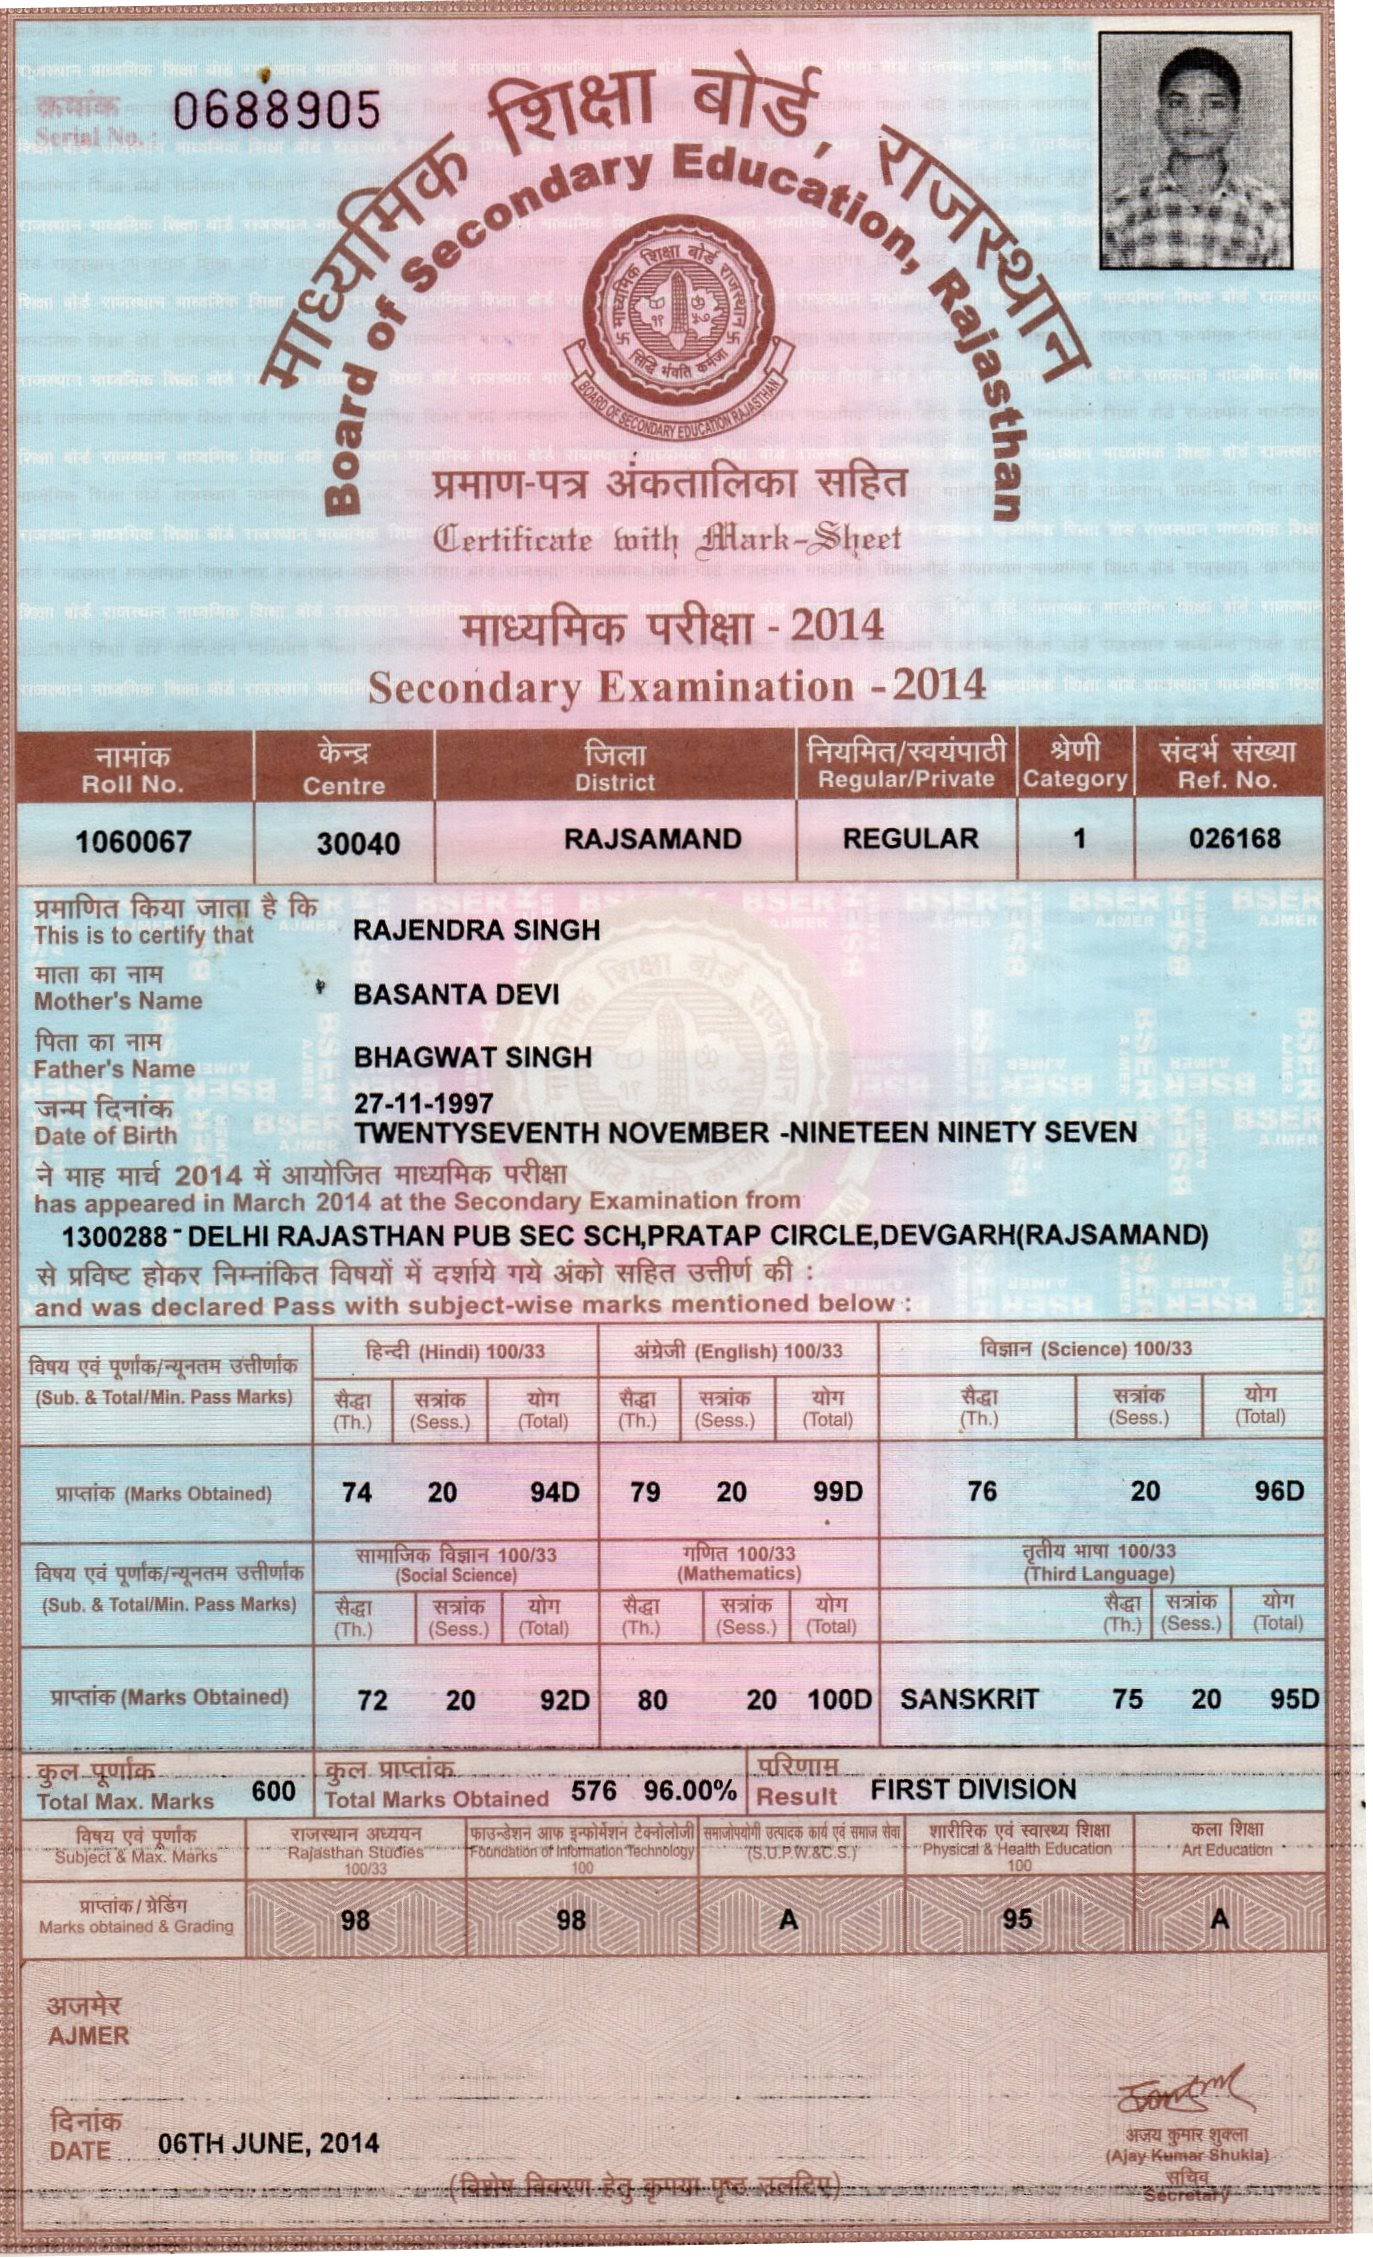 क्रमांक
Serial No. : 0688905
माध्यमिक शिक्षा बोर्ड, राजस्थान
Board of Secondary Education, Rajasthan
माध्यमिक शिक्षा बोर्ड राजस्थान
सिद्धि र्भवति कर्मजा
BOARD OF SECONDARY EDUCATION RAJASTHAN
प्रमाण-पत्र अंकतालिका सहित
Certificate with Mark-Sheet
माध्यमिक परीक्षा - 2014
Secondary Examination - 2014
नामांक केन्द्र जिला नियमित/स्वयंपाठी श्रेणी संदर्भ संख्या
Roll No. Centre District Regular/Private Category Ref. No.
1060067 30040 RAJSAMAND REGULAR 1 026168
प्रमाणित किया जाता है कि
This is to certify that RAJENDRA SINGH
माता का नाम
Mother's Name BASANTA DEVI
पिता का नाम
Father's Name BHAGWAT SINGH
जन्म दिनांक 27-11-1997
Date of Birth TWENTYSEVENTH NOVEMBER -NINETEEN NINETY SEVEN
ने माह मार्च 2014 में आयोजित माध्यमिक परीक्षा
has appeared in March 2014 at the Secondary Examination from
1300288 - DELHI RAJASTHAN PUB SEC SCH,PRATAP CIRCLE,DEVGARH(RAJSAMAND)
से प्रविष्ट होकर निम्नांकित विषयों में दर्शाये गये अंको सहित उत्तीर्ण की :
and was declared Pass with subject-wise marks mentioned below :
विषय एवं पूर्णांक/न्यूनतम उत्तीर्णांक हिन्दी (Hindi) 100/33 अंग्रेजी (English) 100/33 विज्ञान (Science) 100/33
(Sub. & Total/Min. Pass Marks) सैद्धा सत्रांक योग सैद्धा सत्रांक योग सैद्धा सत्रांक योग
(Th.) (Sess.) (Total) (Th.) (Sess.) (Total) (Th.) (Sess.) (Total)
प्राप्तांक (Marks Obtained) 74 20 94D 79 20 99D 76 20 96D
विषय एवं पूर्णांक/न्यूनतम उत्तीर्णांक सामाजिक विज्ञान 100/33 गणित 100/33 तृतीय भाषा 100/33
(Social Science) (Mathematics) (Third Language)
(Sub. & Total/Min. Pass Marks) सैद्धा सत्रांक योग सैद्धा सत्रांक योग सैद्धा सत्रांक योग
(Th.) (Sess.) (Total) (Th.) (Sess.) (Total) (Th.) (Sess.) (Total)
प्राप्तांक (Marks Obtained) 72 20 92D 80 20 100D SANSKRIT 75 20 95D
कुल पूर्णांक कुल प्राप्तांक परिणाम
Total Max. Marks 600 Total Marks Obtained 576 96.00% Result FIRST DIVISION
विषय एवं पूर्णांक राजस्थान अध्ययन फाउन्डेशन आफ इन्फोर्मेशन टेक्नोलोजी समाजोपयोगी उत्पादक कार्य एवं समाज सेवा शारीरिक एवं स्वास्थ्य शिक्षा कला शिक्षा
Subject & Max. Marks Rajasthan Studies Foundation of Information Technology (S.U.P.W.&C.S.) Physical & Health Education Art Education
100/33 100 100
प्राप्तांक / ग्रेडिंग
Marks obtained & Grading 98 98 A 95 A
अजमेर
AJMER
दिनांक
DATE 06TH JUNE, 2014
अजय कुमार शुक्ला
(Ajay Kumar Shukla)
सचिव
Secretary
(विशेष विवरण हेतु कृपया पृष्ठ उलटिए)